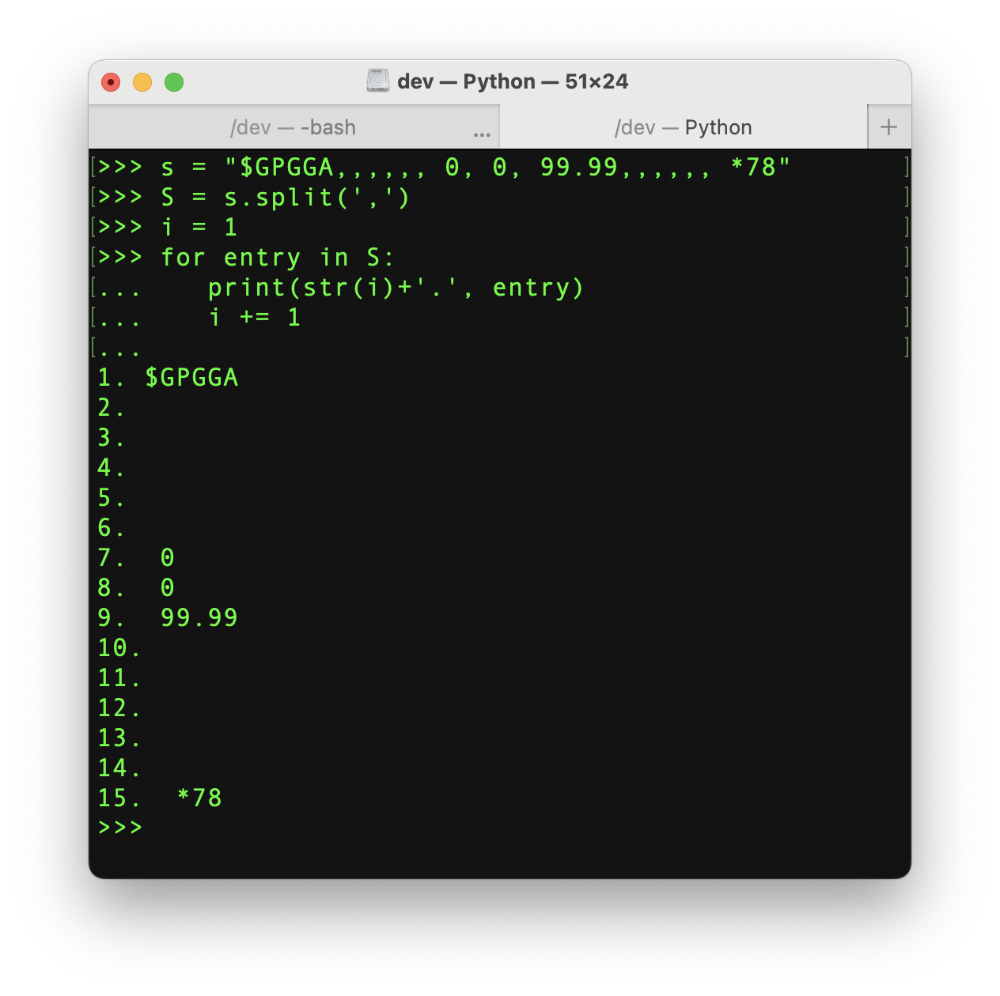 dev — Python — 51×24
/dev — -bash ... /dev — Python +
[>>> s = "$GPGGA,,,,,, 0, 0, 99.99,,,,,, *78" ]
[>>> S = s.split(',') ]
[>>> i = 1 ]
[>>> for entry in S: ]
[...    print(str(i)+'.', entry) ]
[...    i += 1 ]
[... ]
1. $GPGGA
2.
3.
4.
5.
6.
7.  0
8.  0
9.  99.99
10.
11.
12.
13.
14.
15.  *78
>>>